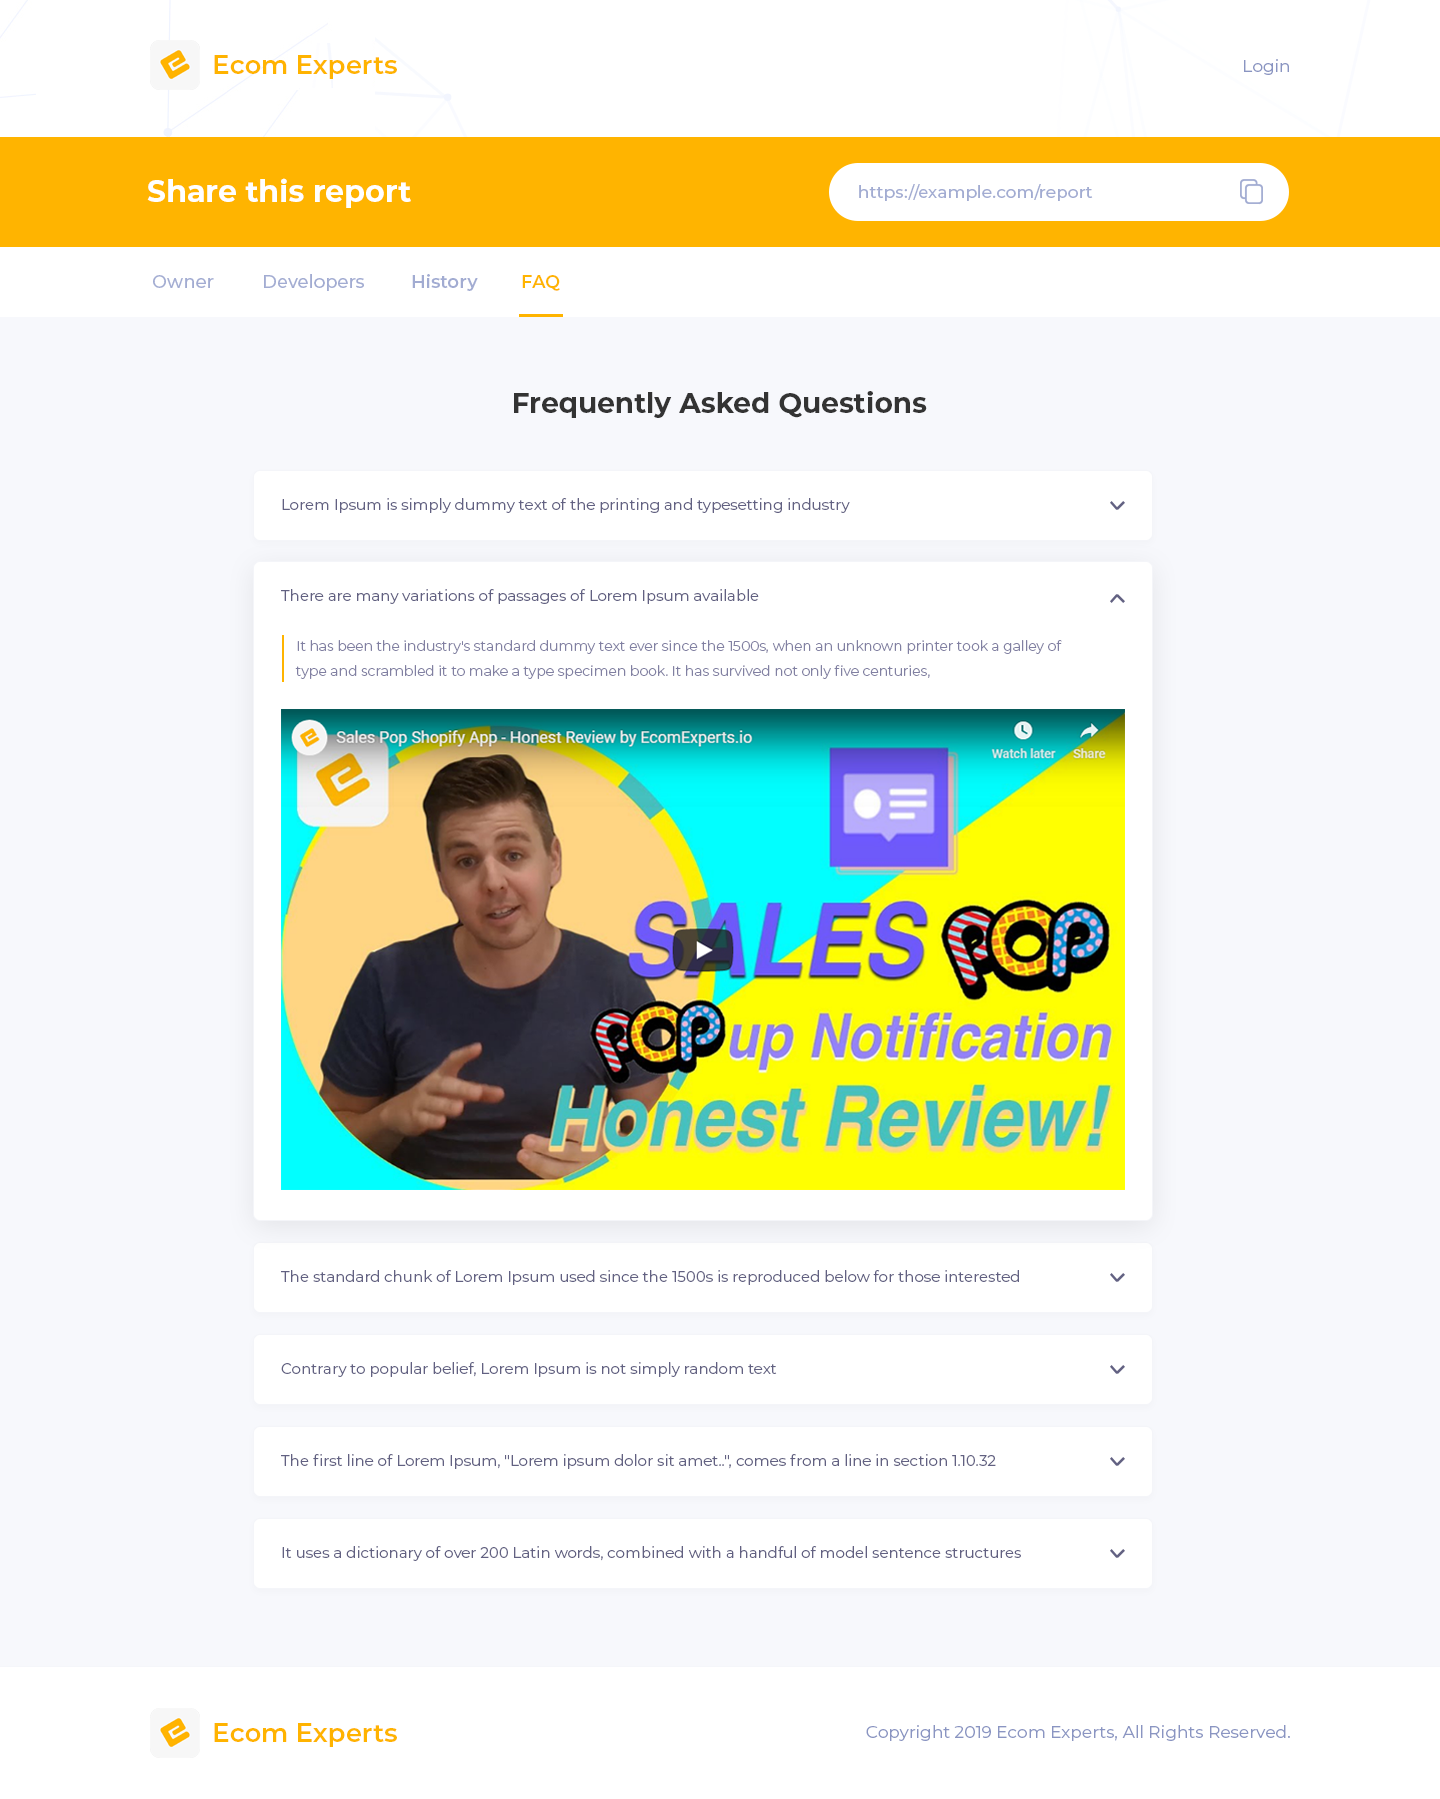 Ecom Experts
Login
Share this report
https://example.com/report
Owner
Developers
History
FAQ
Frequently Asked Questions
Lorem Ipsum is simply dummy text of the printing and typesetting industry
There are many variations of passages of Lorem Ipsum available
It has been the industry's standard dummy text ever since the 1500s, when an unknown printer took a galley of
type and scrambled it to make a type specimen book. It has survived not only five centuries,
Sales Pop Shopify App - Honest Review by EcomExperts.io
Watch later
Share
SALES POP
POP up Notification
Honest Review!
The standard chunk of Lorem Ipsum used since the 1500s is reproduced below for those interested
Contrary to popular belief, Lorem Ipsum is not simply random text
The first line of Lorem Ipsum, "Lorem ipsum dolor sit amet..", comes from a line in section 1.10.32
It uses a dictionary of over 200 Latin words, combined with a handful of model sentence structures
Ecom Experts
Copyright 2019 Ecom Experts, All Rights Reserved.